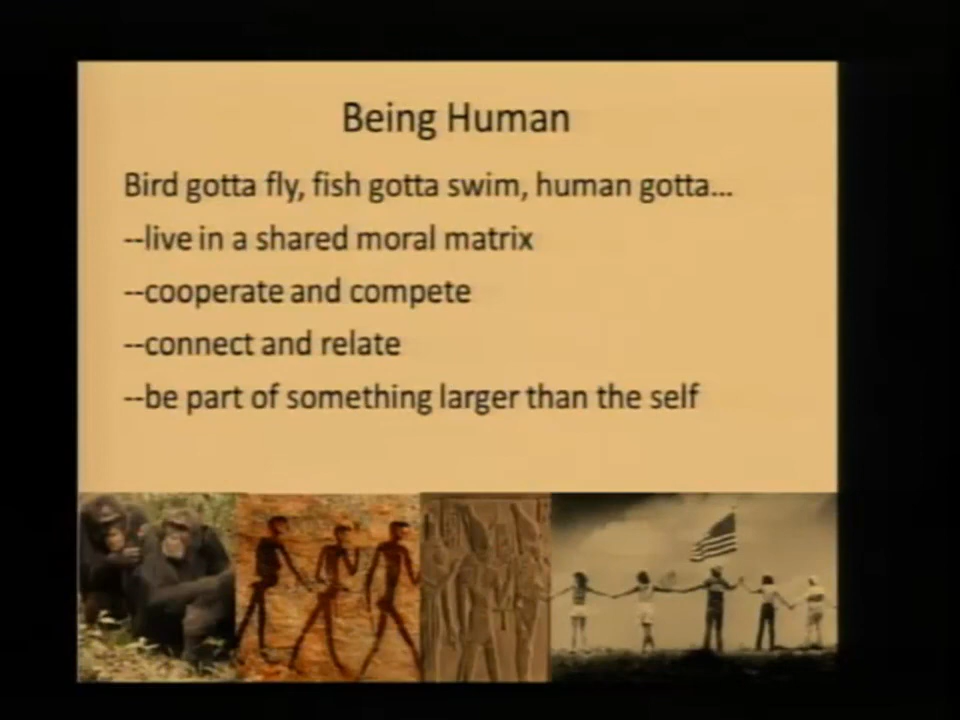 Being Human
Bird gotta fly, fish gotta swim, human gotta...
--live in a shared moral matrix
--cooperate and compete
--connect and relate
--be part of something larger than the self